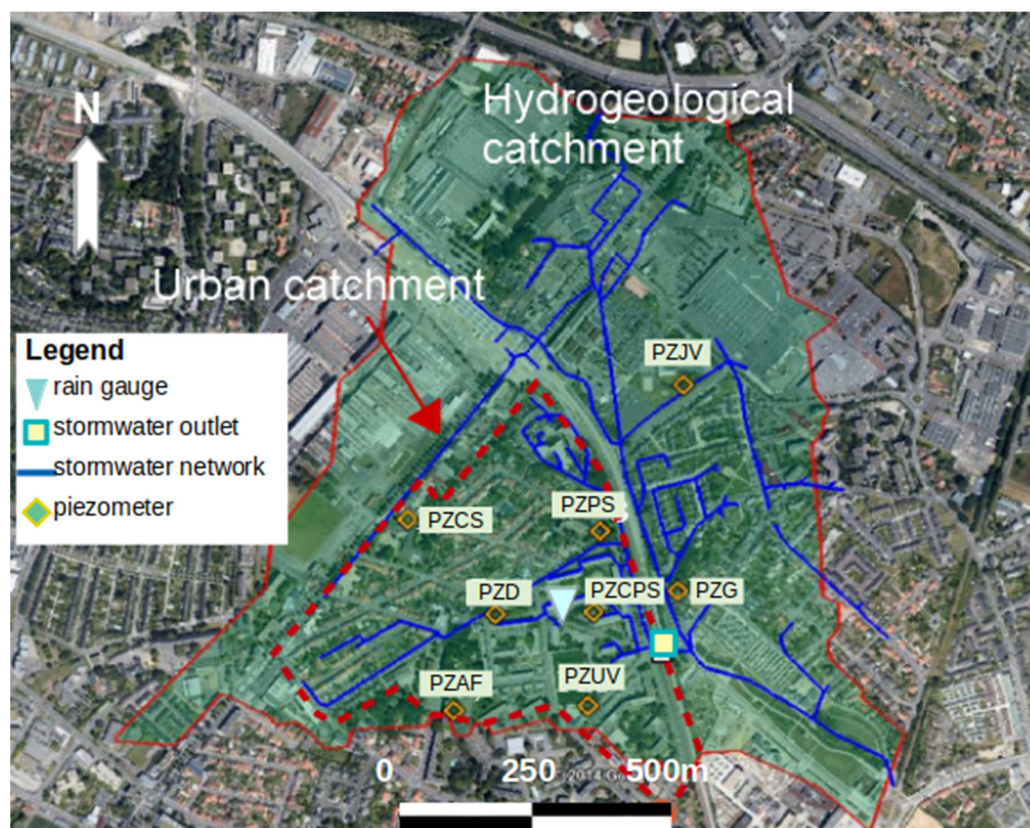 Hydrogeological
catchment
N
Urban catchment
Legend
rain gauge
stormwater outlet
stormwater network
piezometer
PZJV
PZCS
PZPS
PZD
PZCPS
PZG
PZAF
PZUV
0 250 500m
2014